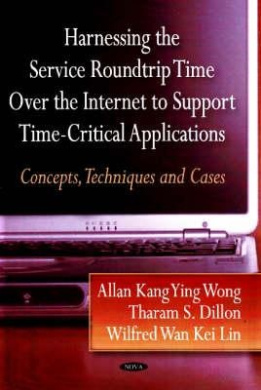 Harnessing the
Service Roundtrip Time
Over the Internet to Support
Time-Critical Applications
Concepts, Techniques and Cases
Allan Kang Ying Wong
Tharam S. Dillon
Wilfred Wan Kei Lin
NOVA